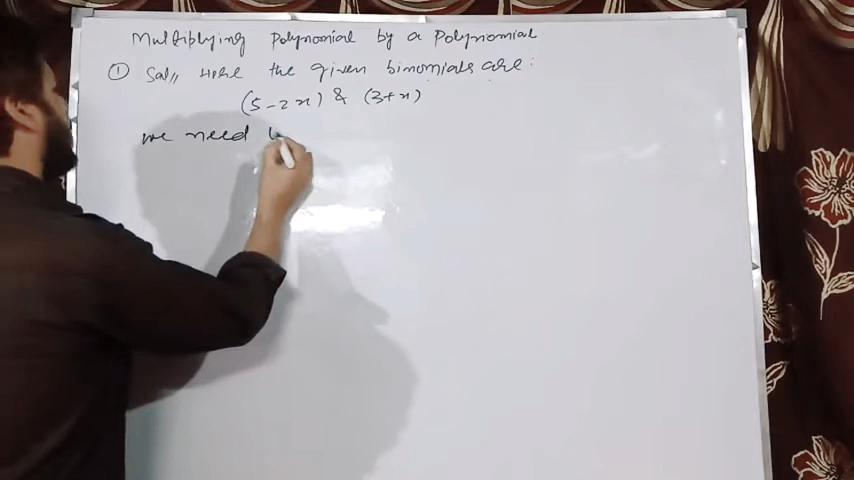 Multiplying Polynomial by a Polynomial
① Sol,, Here the given binomials are:
(5-2x) & (3+x)
we need